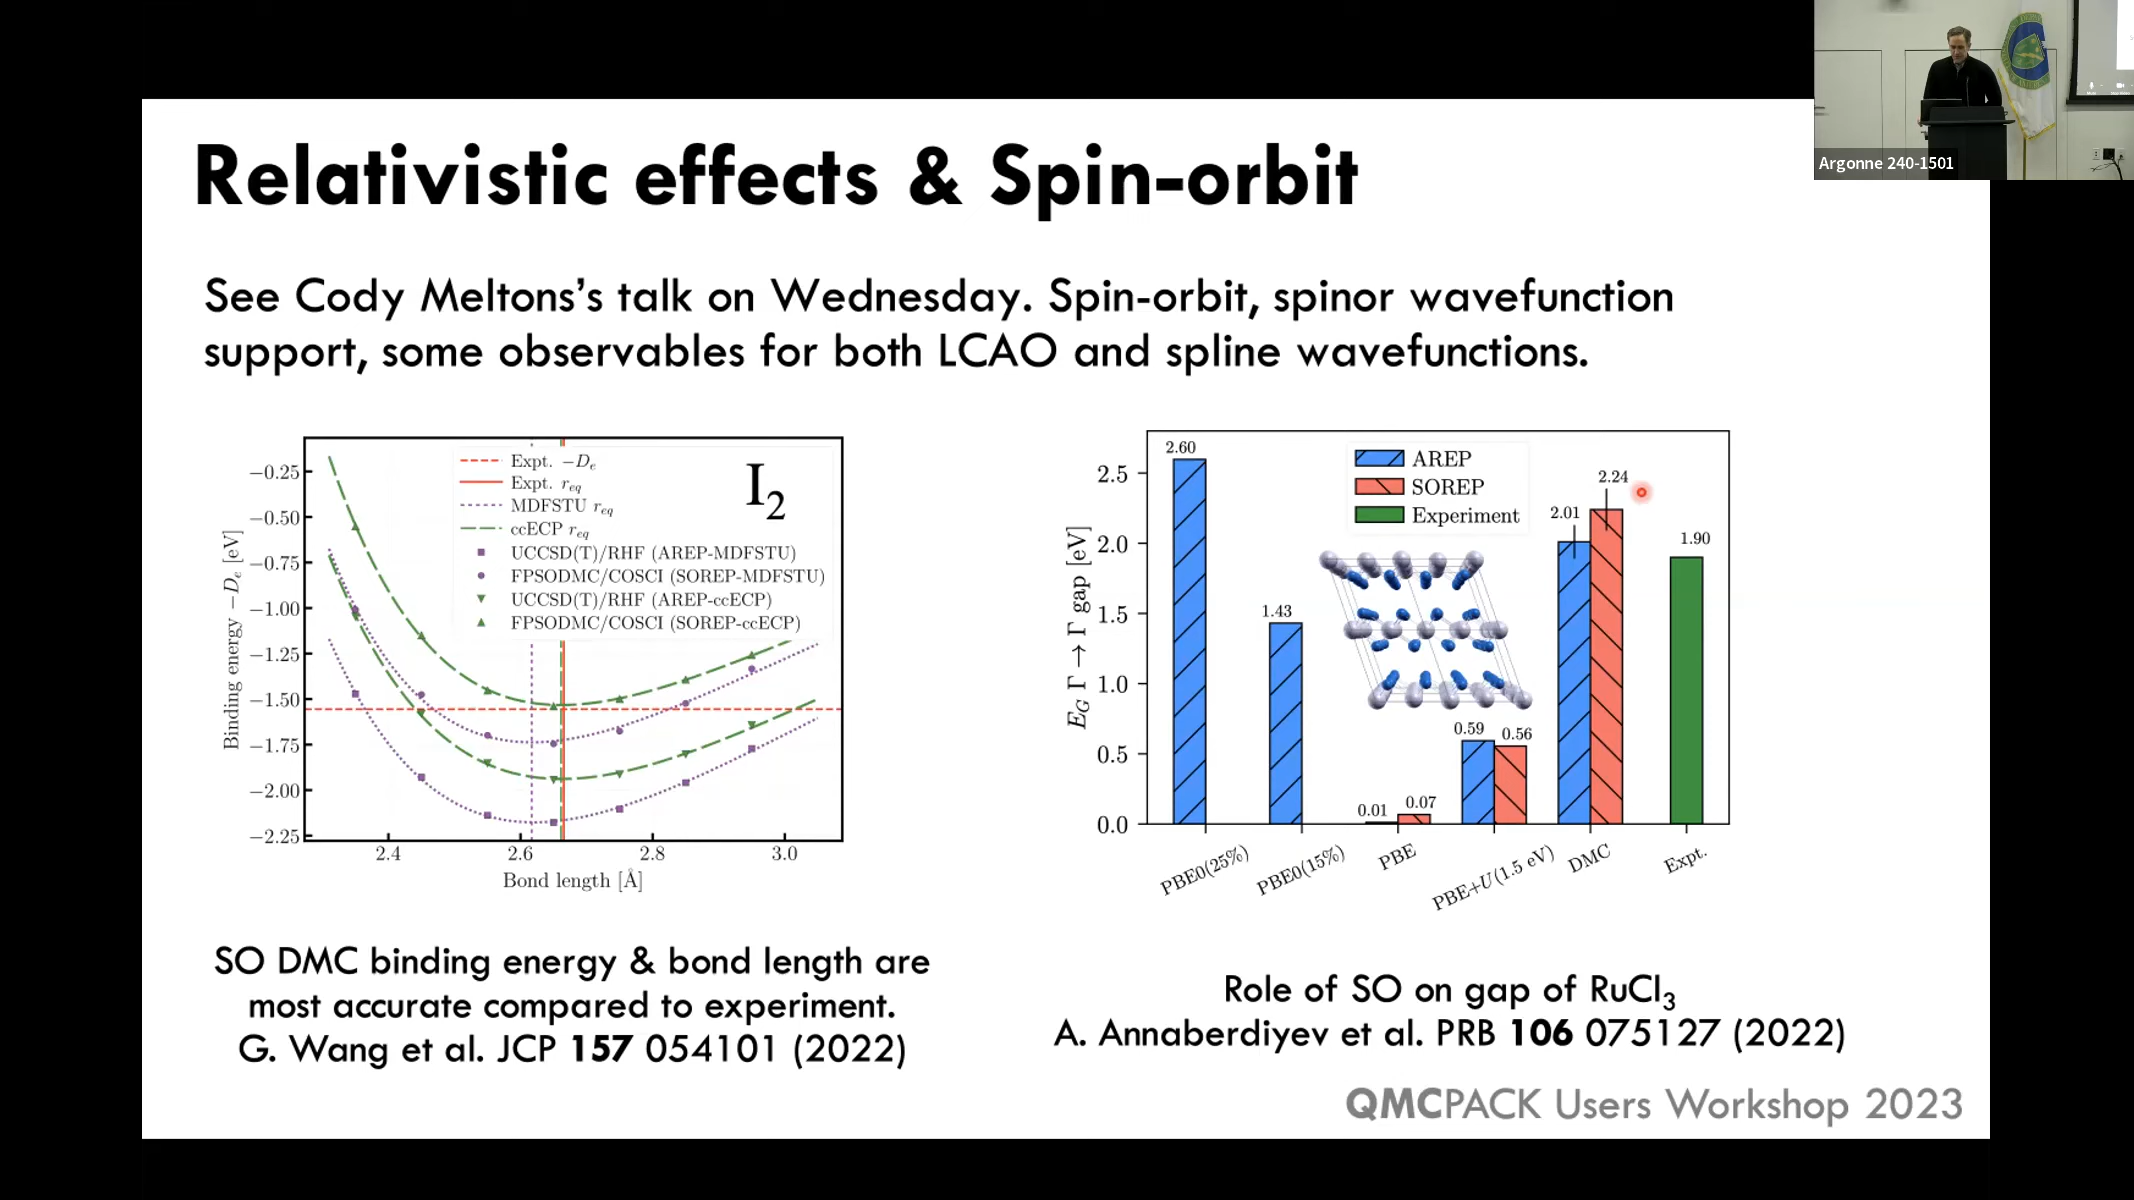 Argonne 240-1501
Relativistic effects & Spin-orbit
See Cody Meltons's talk on Wednesday. Spin-orbit, spinor wavefunction
support, some observables for both LCAO and spline wavefunctions.
Binding energy −Dₑ [eV]
−0.25
−0.50
−0.75
−1.00
−1.25
−1.50
−1.75
−2.00
−2.25
Expt. −Dₑ
Expt. r_eq
MDFSTU r_eq
ccECP r_eq
UCCSD(T)/RHF (AREP-MDFSTU)
FPSODMC/COSCI (SOREP-MDFSTU)
UCCSD(T)/RHF (AREP-ccECP)
FPSODMC/COSCI (SOREP-ccECP)
I₂
2.4 2.6 2.8 3.0
Bond length [Å]
SO DMC binding energy & bond length are
most accurate compared to experiment.
G. Wang et al. JCP 157 054101 (2022)
E_G Γ → Γ gap [eV]
2.5
2.0
1.5
1.0
0.5
0.0
AREP
SOREP
Experiment
2.60
1.43
0.01 0.07
0.59 0.56
2.01 2.24
1.90
PBE0(25%) PBE0(15%) PBE PBE+U(1.5 eV) DMC Expt.
Role of SO on gap of RuCl₃
A. Annaberdiyev et al. PRB 106 075127 (2022)
QMCPACK Users Workshop 2023